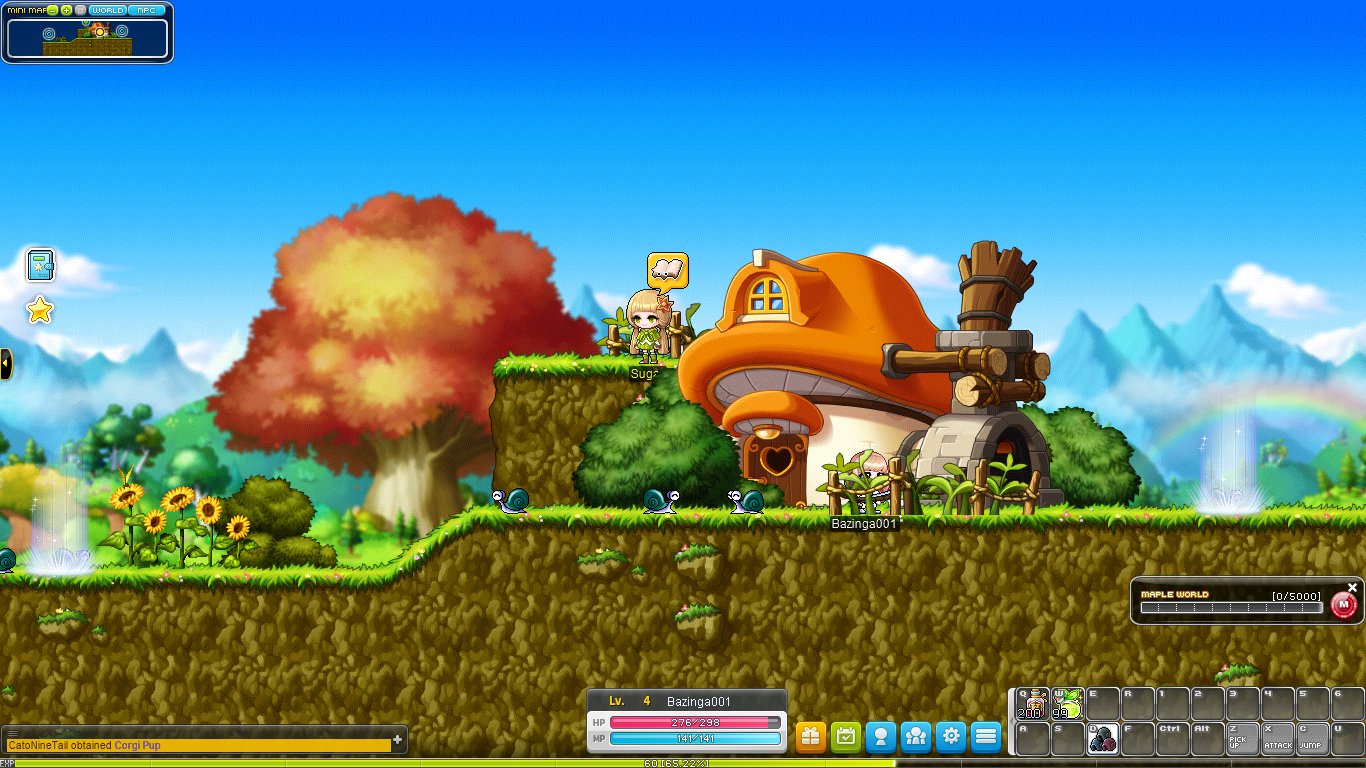 MINI MAP WORLD NPC
Bazinga001
MAPLE WORLD [0/5000]
M
Lv. 4 Bazinga001
HP 276/298
MP 141/141
Q W E R 1 2 3 4 5 6
200 99
A S D F Ctrl Alt Z X C U
PICK UP ATTACK JUMP
CatoNineTail obtained Corgi Pup
EXP 60 [65.22%]